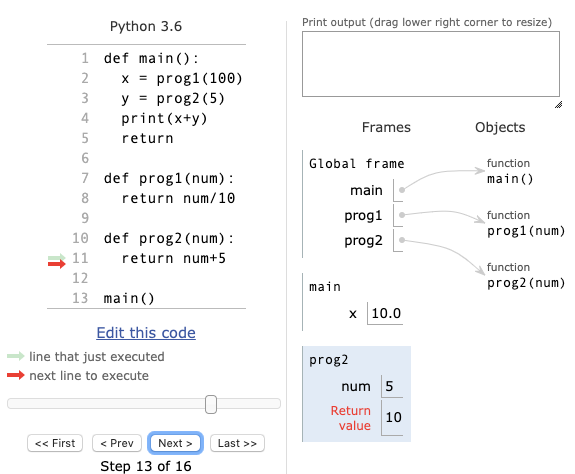 Python 3.6
1 def main():
2   x = prog1(100)
3   y = prog2(5)
4   print(x+y)
5   return
6
7 def prog1(num):
8   return num/10
9
10 def prog2(num):
11   return num+5
12
13 main()
Edit this code
line that just executed
next line to execute
<< First
< Prev
Next >
Last >>
Step 13 of 16
Print output (drag lower right corner to resize)
Frames
Objects
Global frame
main
prog1
prog2
function
main()
function
prog1(num)
function
prog2(num)
main
x 10.0
prog2
num 5
Return
value 10